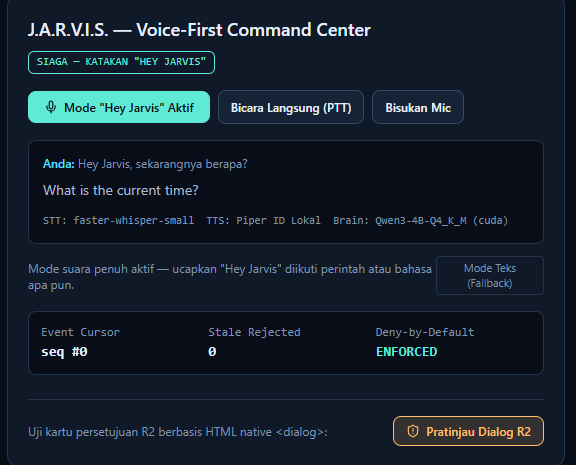 J.A.R.V.I.S. — Voice-First Command Center
SIAGA — KATAKAN "HEY JARVIS"
Mode "Hey Jarvis" Aktif
Bicara Langsung (PTT)
Bisukan Mic
Anda: Hey Jarvis, sekarangnya berapa?
What is the current time?
STT: faster-whisper-small TTS: Piper ID Lokal Brain: Qwen3-4B-Q4_K_M (cuda)
Mode suara penuh aktif — ucapkan "Hey Jarvis" diikuti perintah atau bahasa
apa pun.
Mode Teks
(Fallback)
Event Cursor
seq #0
Stale Rejected
0
Deny-by-Default
ENFORCED
Uji kartu persetujuan R2 berbasis HTML native <dialog>:
Pratinjau Dialog R2